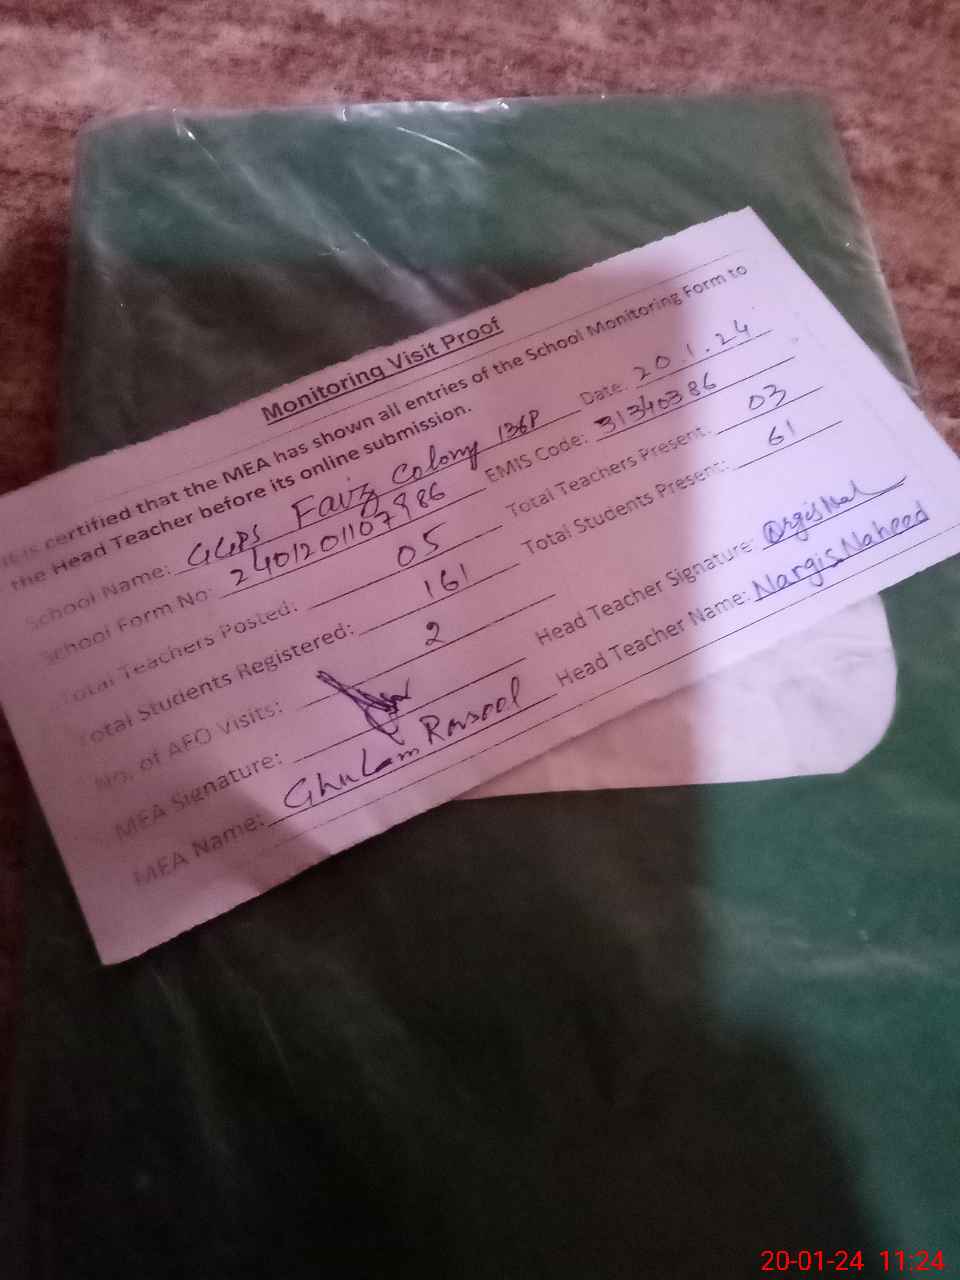 Monitoring Visit Proof
It is certified that the MEA has shown all entries of the School Monitoring Form to
the Head Teacher before its online submission.
School Name: GGPS Faiz Colony 136P Date: 20.1.24
School Form No: 2401201107986 EMIS Code: 31340386
Total Teachers Posted: 05 Total Teachers Present: 03
Total Students Registered: 161 Total Students Present: 61
No. of AEO Visits: 2
MEA Signature: Head Teacher Signature:
MEA Name: Ghulam Rasool Head Teacher Name: Nargis Naheed
20-01-24 11:24